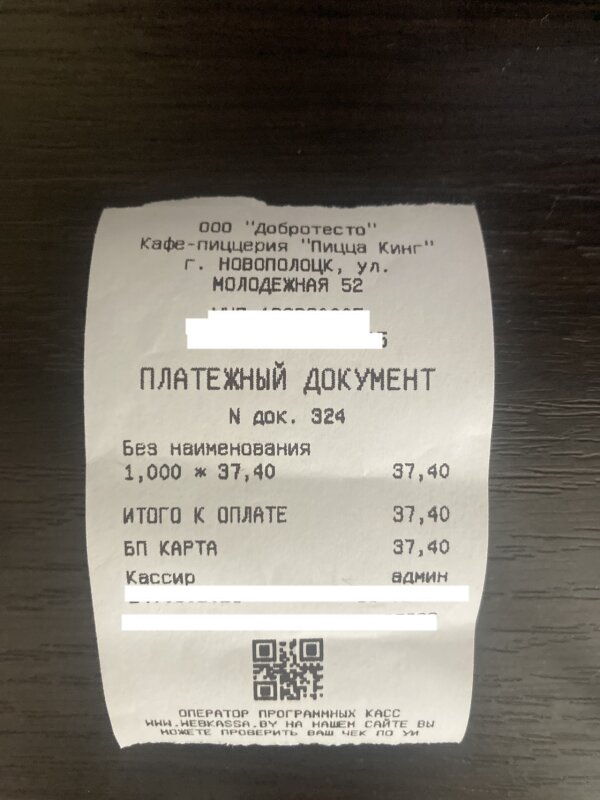 ООО "Добротесто"
Кафе-пиццерия "Пицца Кинг"
г. НОВОПОЛОЦК, ул.
МОЛОДЕЖНАЯ 52
ПЛАТЕЖНЫЙ ДОКУМЕНТ
N док. 324
Без наименования
1,000 * 37,40 37,40
ИТОГО К ОПЛАТЕ 37,40
БП КАРТА 37,40
Кассир админ
ОПЕРАТОР ПРОГРАММНЫХ КАСС
WWW.WEBKASSA.BY НА НАШЕМ САЙТЕ ВЫ
МОЖЕТЕ ПРОВЕРИТЬ ВАШ ЧЕК ПО УИ